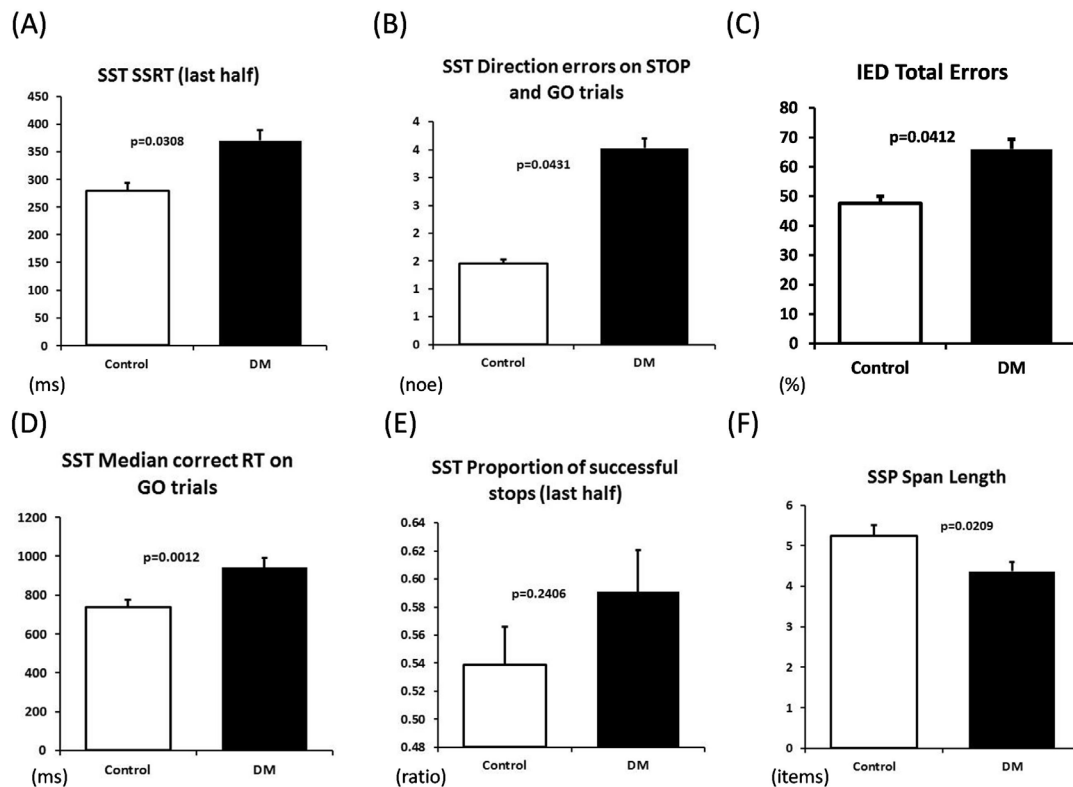 (A)
SST SSRT (last half)
450
400
350
300
250
200
150
100
50
0
p=0.0308
Control
DM
(ms)
(B)
SST Direction errors on STOP
and GO trials
4
4
3
3
2
2
1
1
0
p=0.0431
Control
DM
(noe)
(C)
IED Total Errors
80
70
60
50
40
30
20
10
0
p=0.0412
Control
DM
(%)
(D)
SST Median correct RT on
GO trials
1200
1000
800
600
400
200
0
p=0.0012
Control
DM
(ms)
(E)
SST Proportion of successful
stops (last half)
0.64
0.62
0.60
0.58
0.56
0.54
0.52
0.50
0.48
p=0.2406
Control
DM
(ratio)
(F)
SSP Span Length
6
5
4
3
2
1
0
p=0.0209
Control
DM
(items)